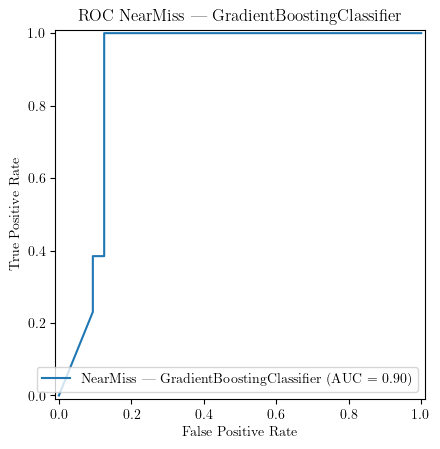 ROC NearMiss — GradientBoostingClassifier
True Positive Rate
1.0
0.8
0.6
0.4
0.2
0.0
NearMiss — GradientBoostingClassifier (AUC = 0.90)
0.0 0.2 0.4 0.6 0.8 1.0
False Positive Rate